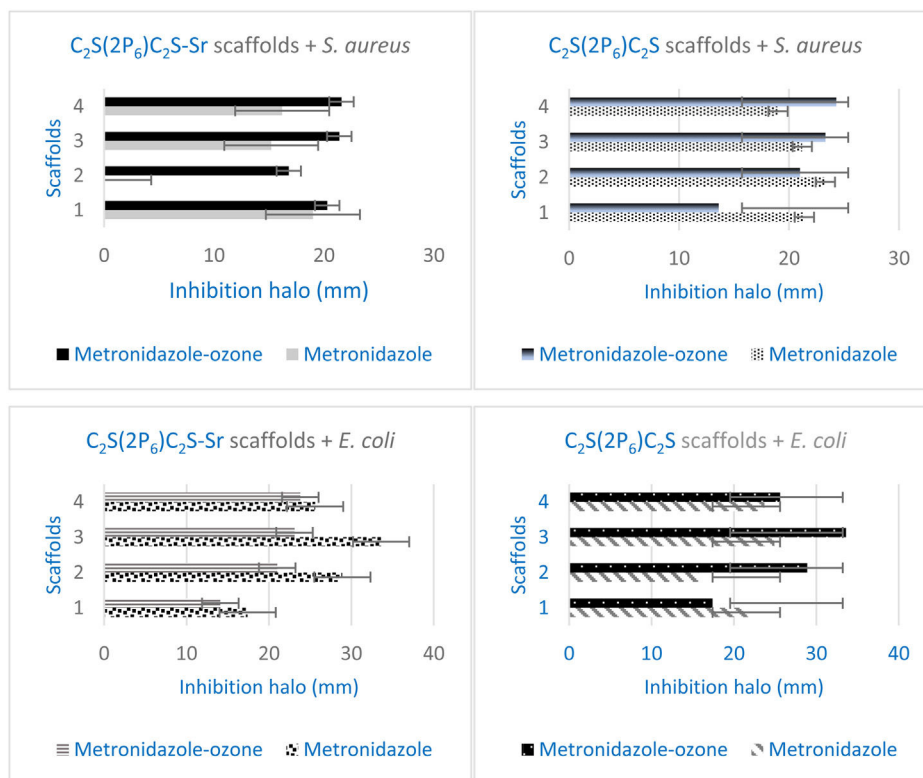 C₂S(2P₆)C₂S-Sr scaffolds + S. aureus
Scaffolds
4
3
2
1
0 10 20 30
Inhibition halo (mm)
Metronidazole-ozone Metronidazole
C₂S(2P₆)C₂S scaffolds + S. aureus
Scaffolds
4
3
2
1
0 10 20 30
Inhibition halo (mm)
Metronidazole-ozone Metronidazole
C₂S(2P₆)C₂S-Sr scaffolds + E. coli
Scaffolds
4
3
2
1
0 10 20 30 40
Inhibition halo (mm)
Metronidazole-ozone Metronidazole
C₂S(2P₆)C₂S scaffolds + E. coli
Scaffolds
4
3
2
1
0 10 20 30 40
Inhibition halo (mm)
Metronidazole-ozone Metronidazole